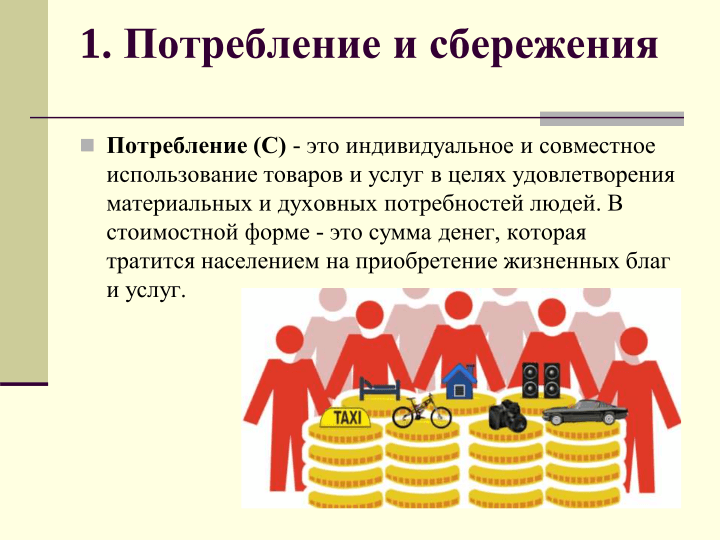 1. Потребление и сбережения
Потребление (С) - это индивидуальное и совместное
использование товаров и услуг в целях удовлетворения
материальных и духовных потребностей людей. В
стоимостной форме - это сумма денег, которая
тратится населением на приобретение жизненных благ
и услуг.
TAXI